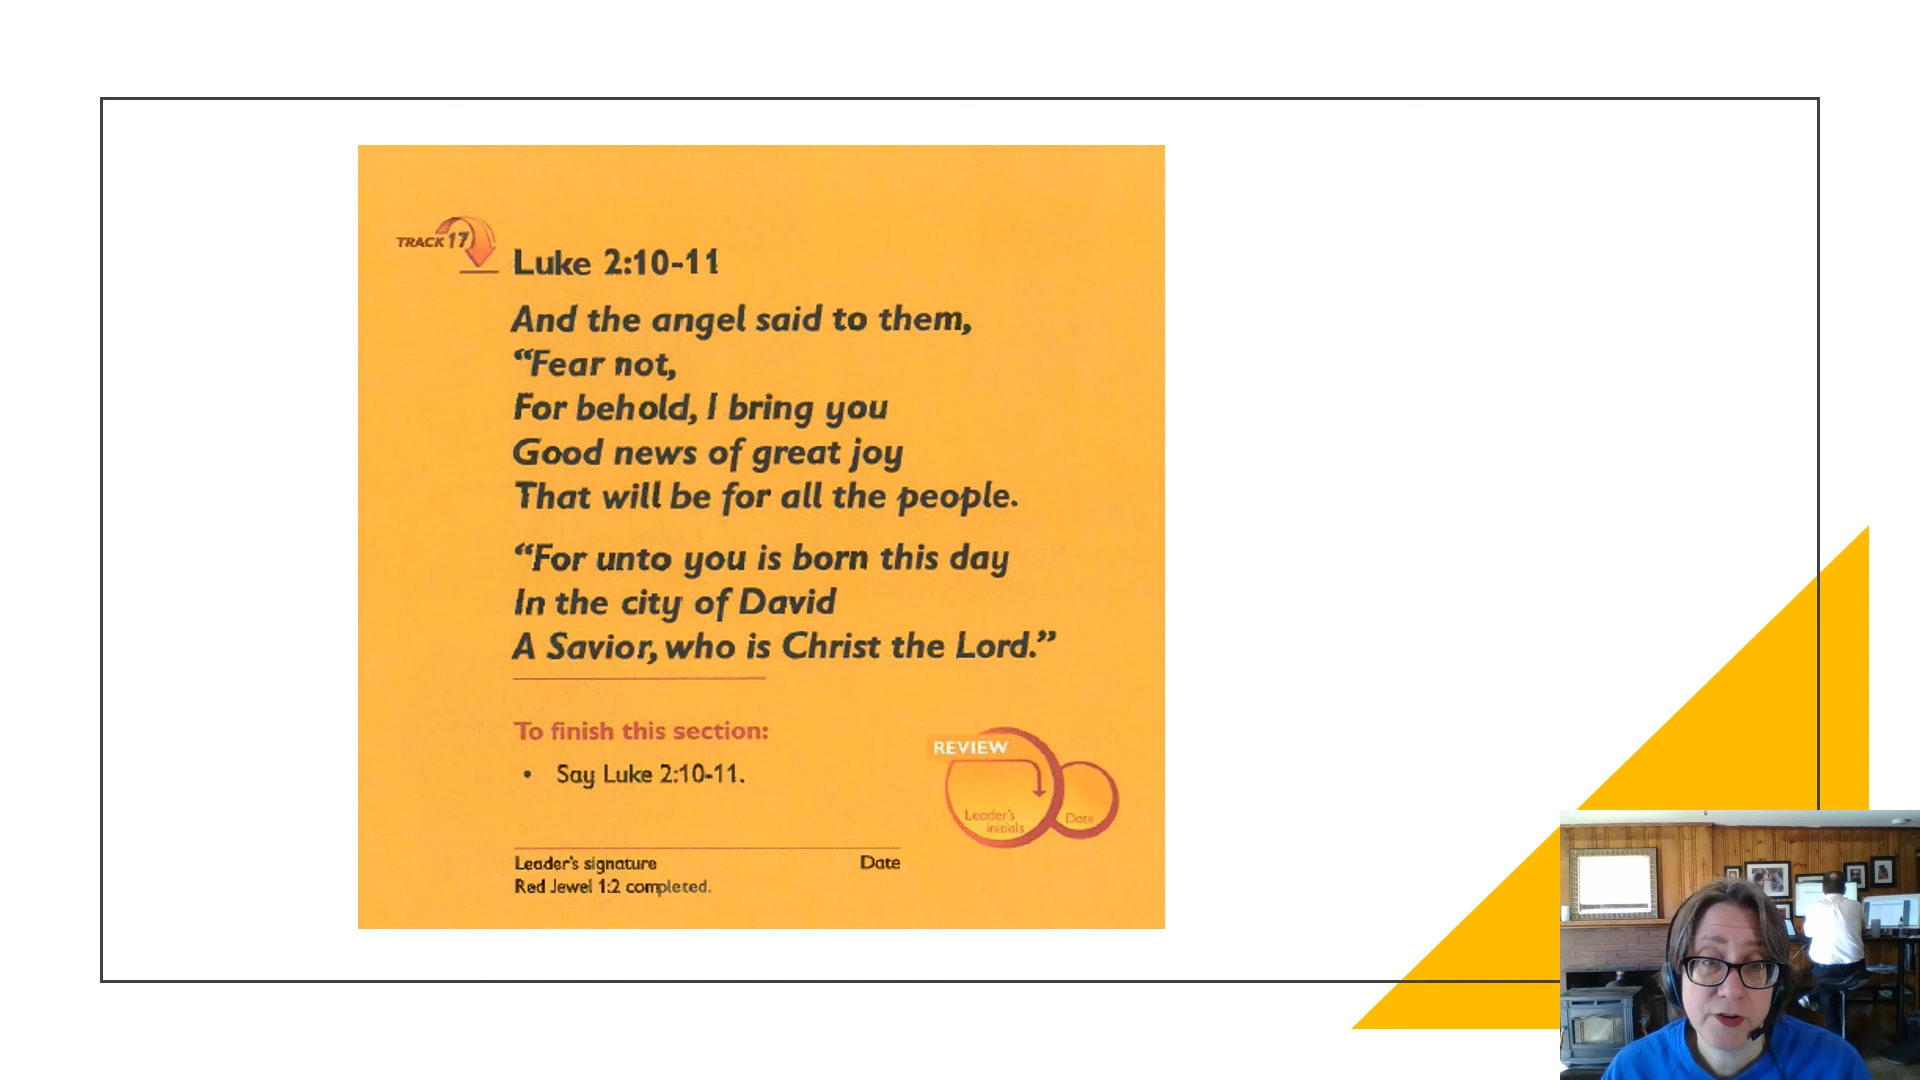 TRACK 17
Luke 2:10-11
And the angel said to them,
“Fear not,
For behold, I bring you
Good news of great joy
That will be for all the people.
“For unto you is born this day
In the city of David
A Savior, who is Christ the Lord.”
To finish this section:
• Say Luke 2:10-11.
REVIEW
Leader's
initials
Date
Leader's signature Date
Red Jewel 1:2 completed.